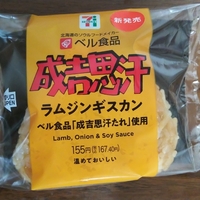 新発売
北海道のソウルフードメイカー
ベル食品
成吉思汗
ラムジンギスカン
ベル食品「成吉思汗たれ」使用
Lamb, Onion & Soy Sauce
155円(税込167.40円)
温めておいしい